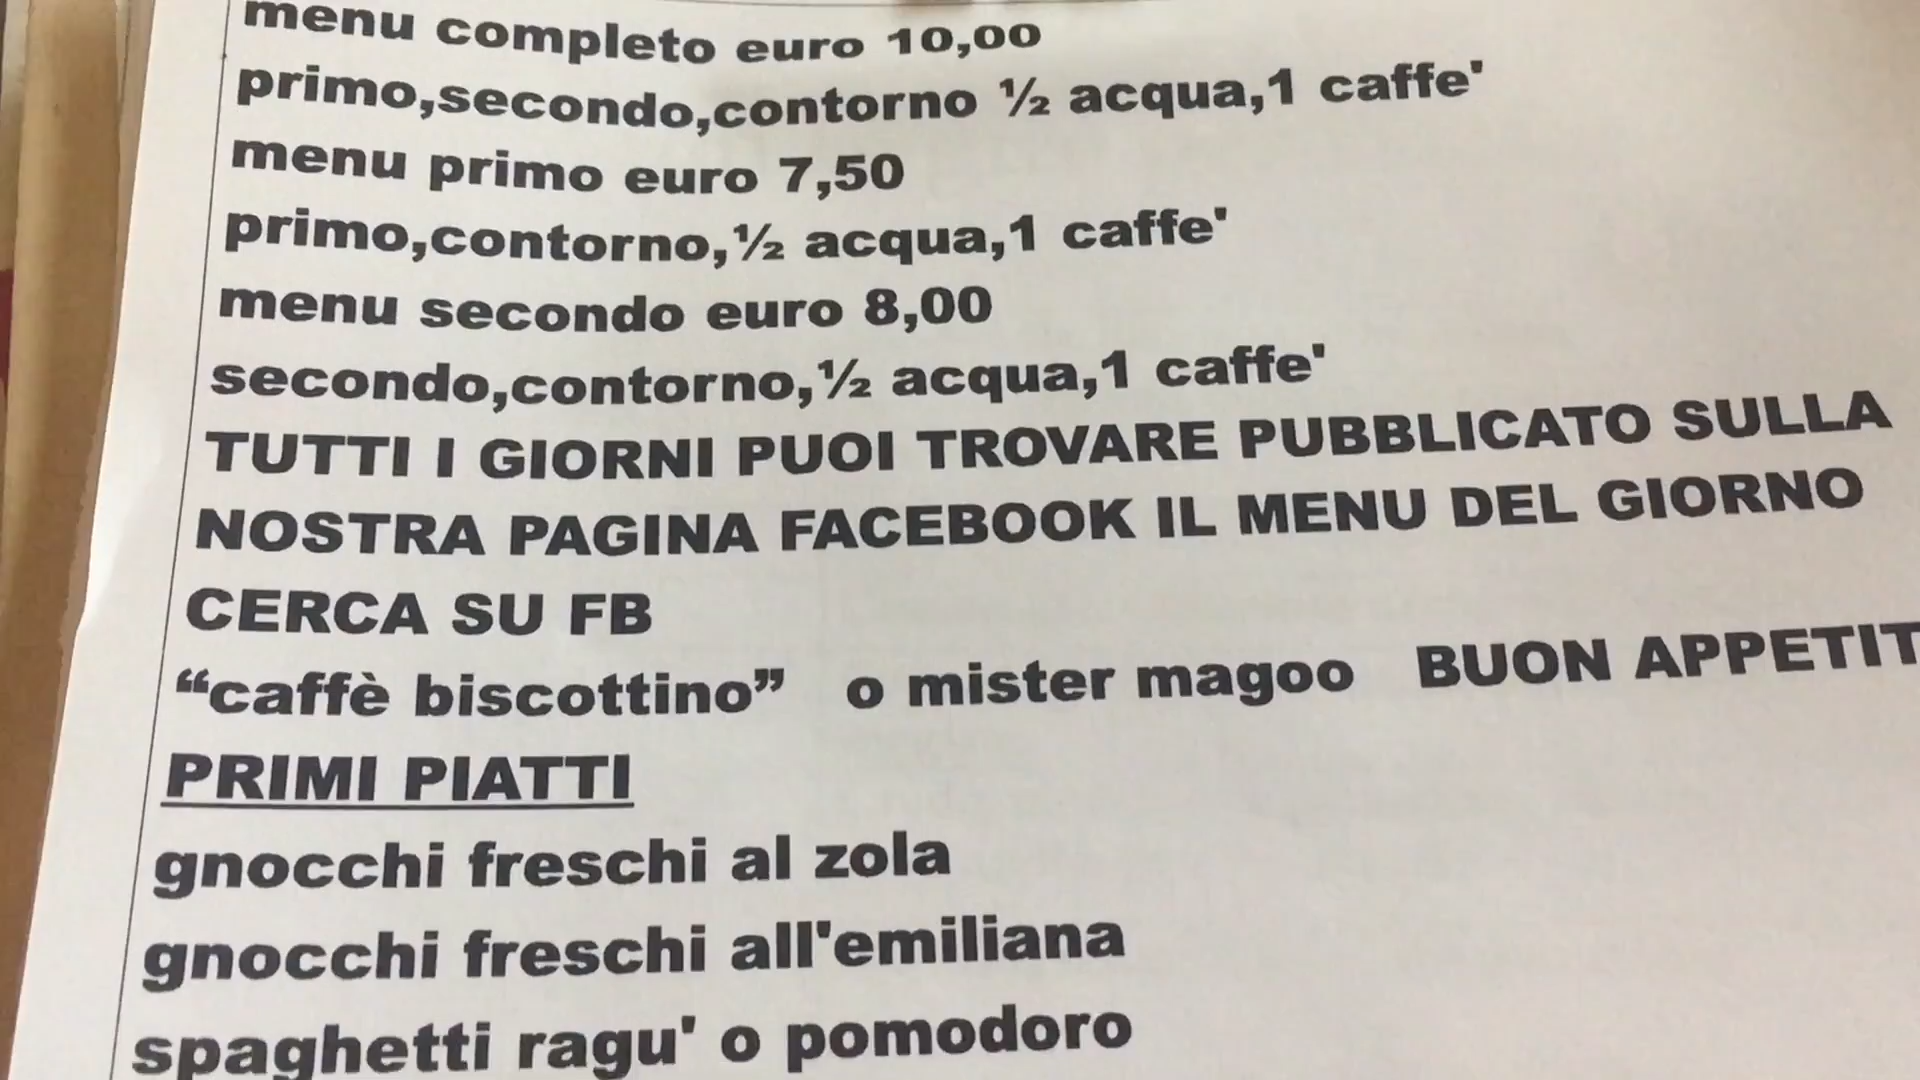 menu completo euro 10,00
primo,secondo,contorno ½ acqua,1 caffe'
menu primo euro 7,50
primo,contorno,½ acqua,1 caffe'
menu secondo euro 8,00
secondo,contorno,½ acqua,1 caffe'
TUTTI I GIORNI PUOI TROVARE PUBBLICATO SULLA
NOSTRA PAGINA FACEBOOK IL MENU DEL GIORNO
CERCA SU FB
“caffè biscottino” o mister magoo BUON APPETIT
PRIMI PIATTI
gnocchi freschi al zola
gnocchi freschi all'emiliana
spaghetti ragu' o pomodoro